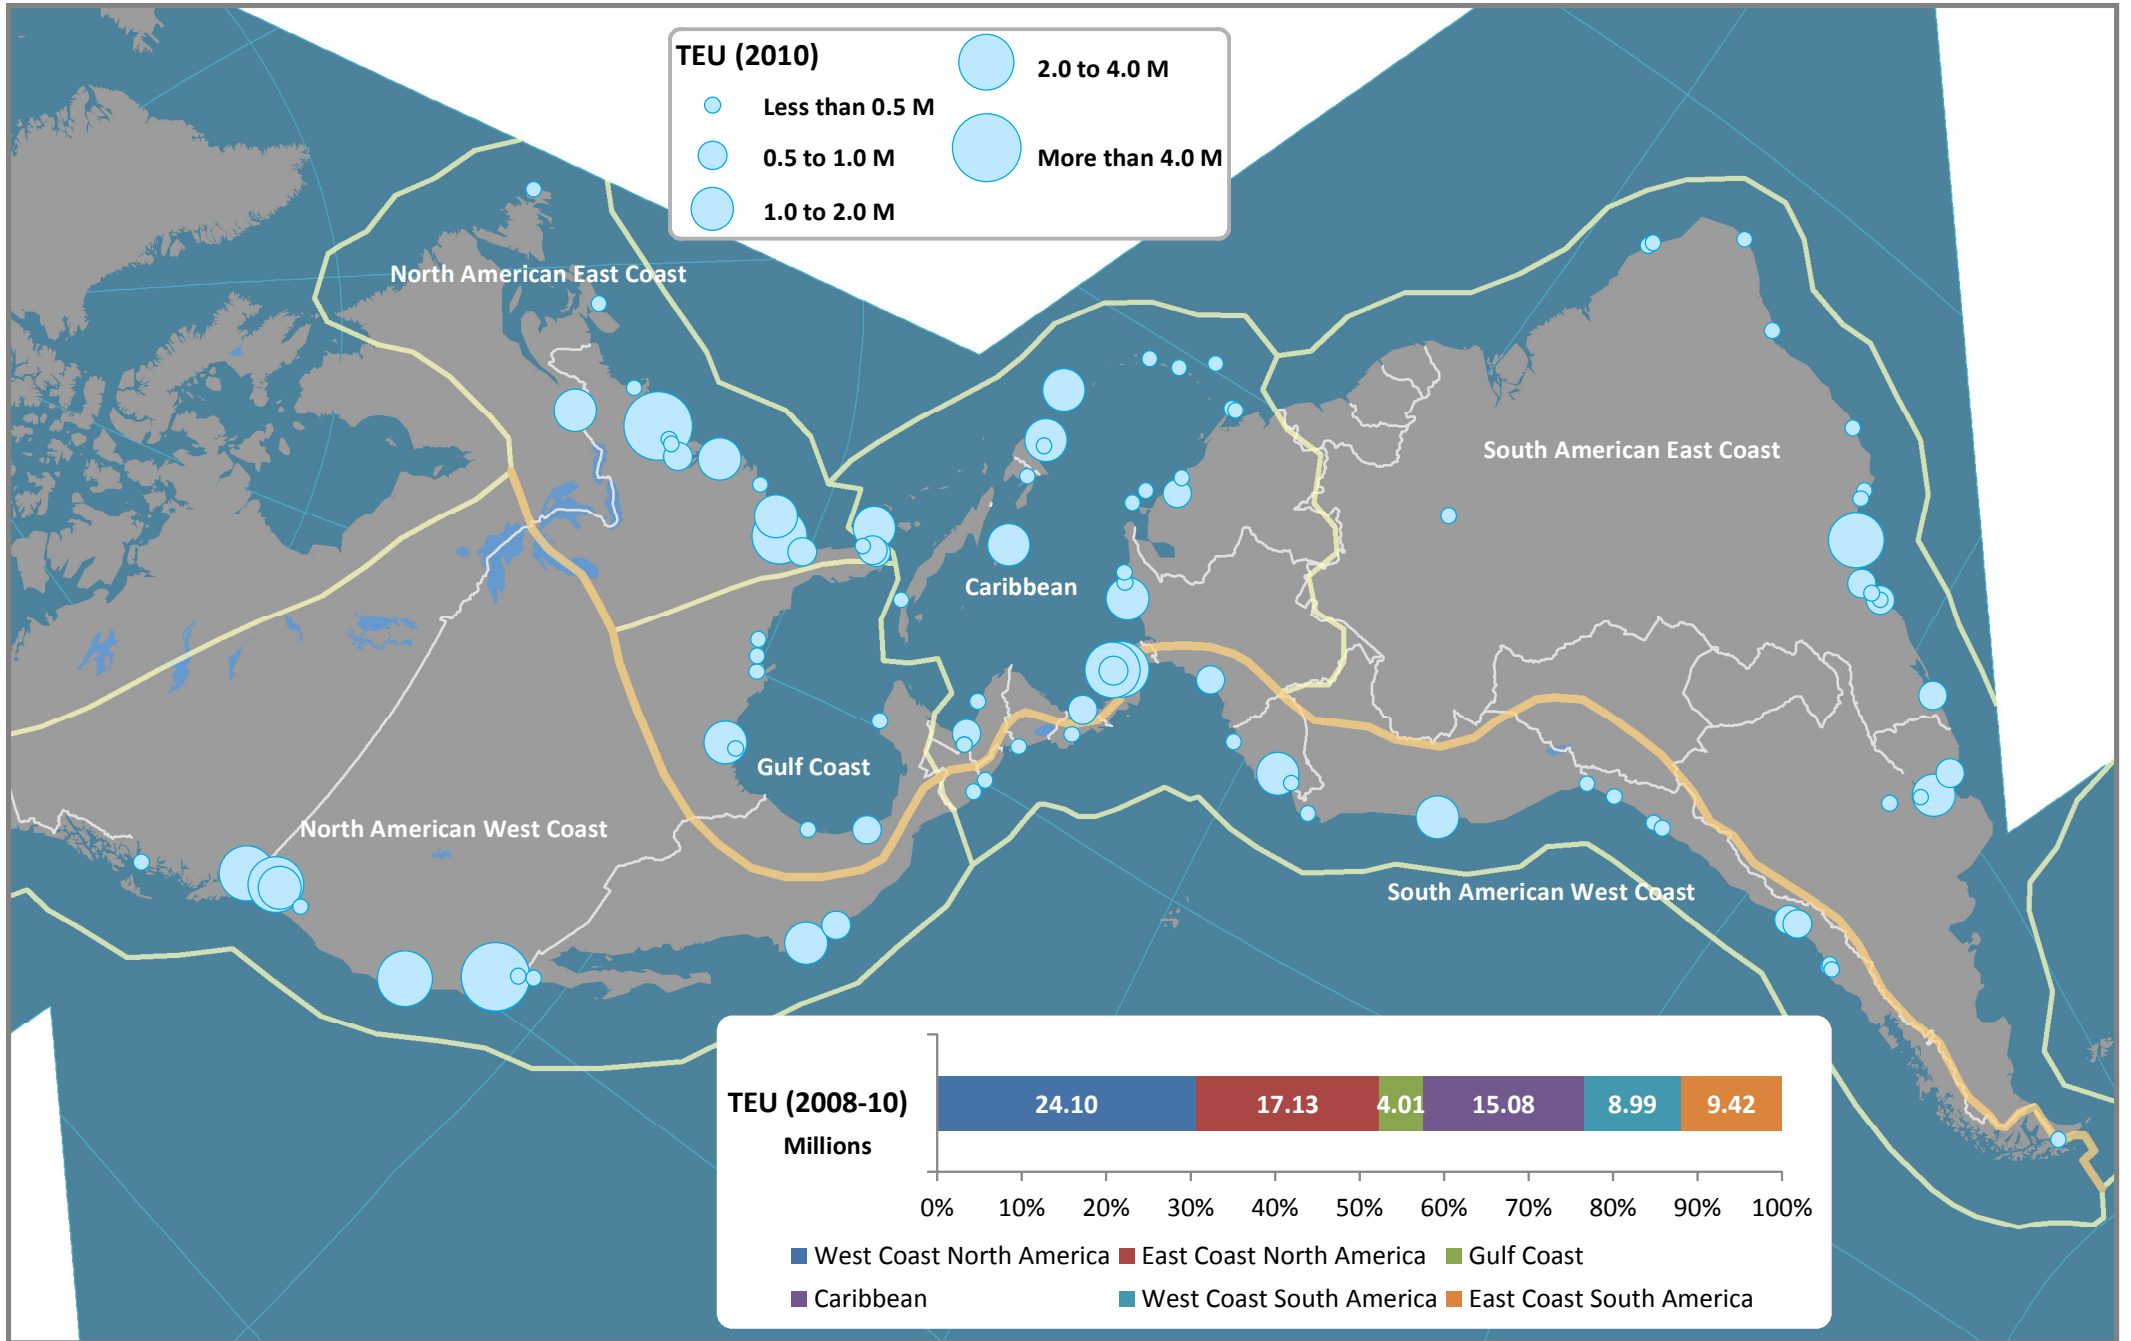 TEU (2010)
Less than 0.5 M
0.5 to 1.0 M
1.0 to 2.0 M
2.0 to 4.0 M
More than 4.0 M
North American East Coast
South American East Coast
Caribbean
Gulf Coast
North American West Coast
South American West Coast
TEU (2008-10)
Millions
24.10 17.13 4.01 15.08 8.99 9.42
0% 10% 20% 30% 40% 50% 60% 70% 80% 90% 100%
West Coast North America East Coast North America Gulf Coast
Caribbean West Coast South America East Coast South America